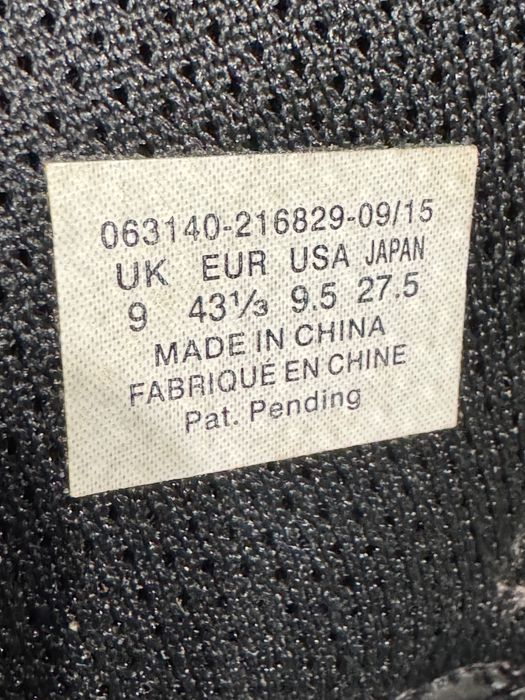 063140-216829-09/15
UK EUR USA JAPAN
9 43⅓ 9.5 27.5
MADE IN CHINA
FABRIQUÉ EN CHINE
Pat. Pending